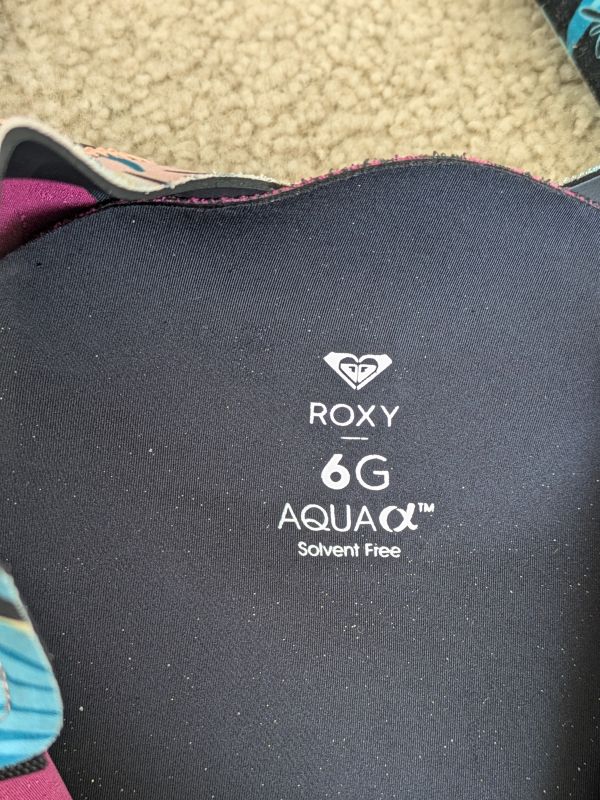 ROXY
6G
AQUAα™
Solvent Free